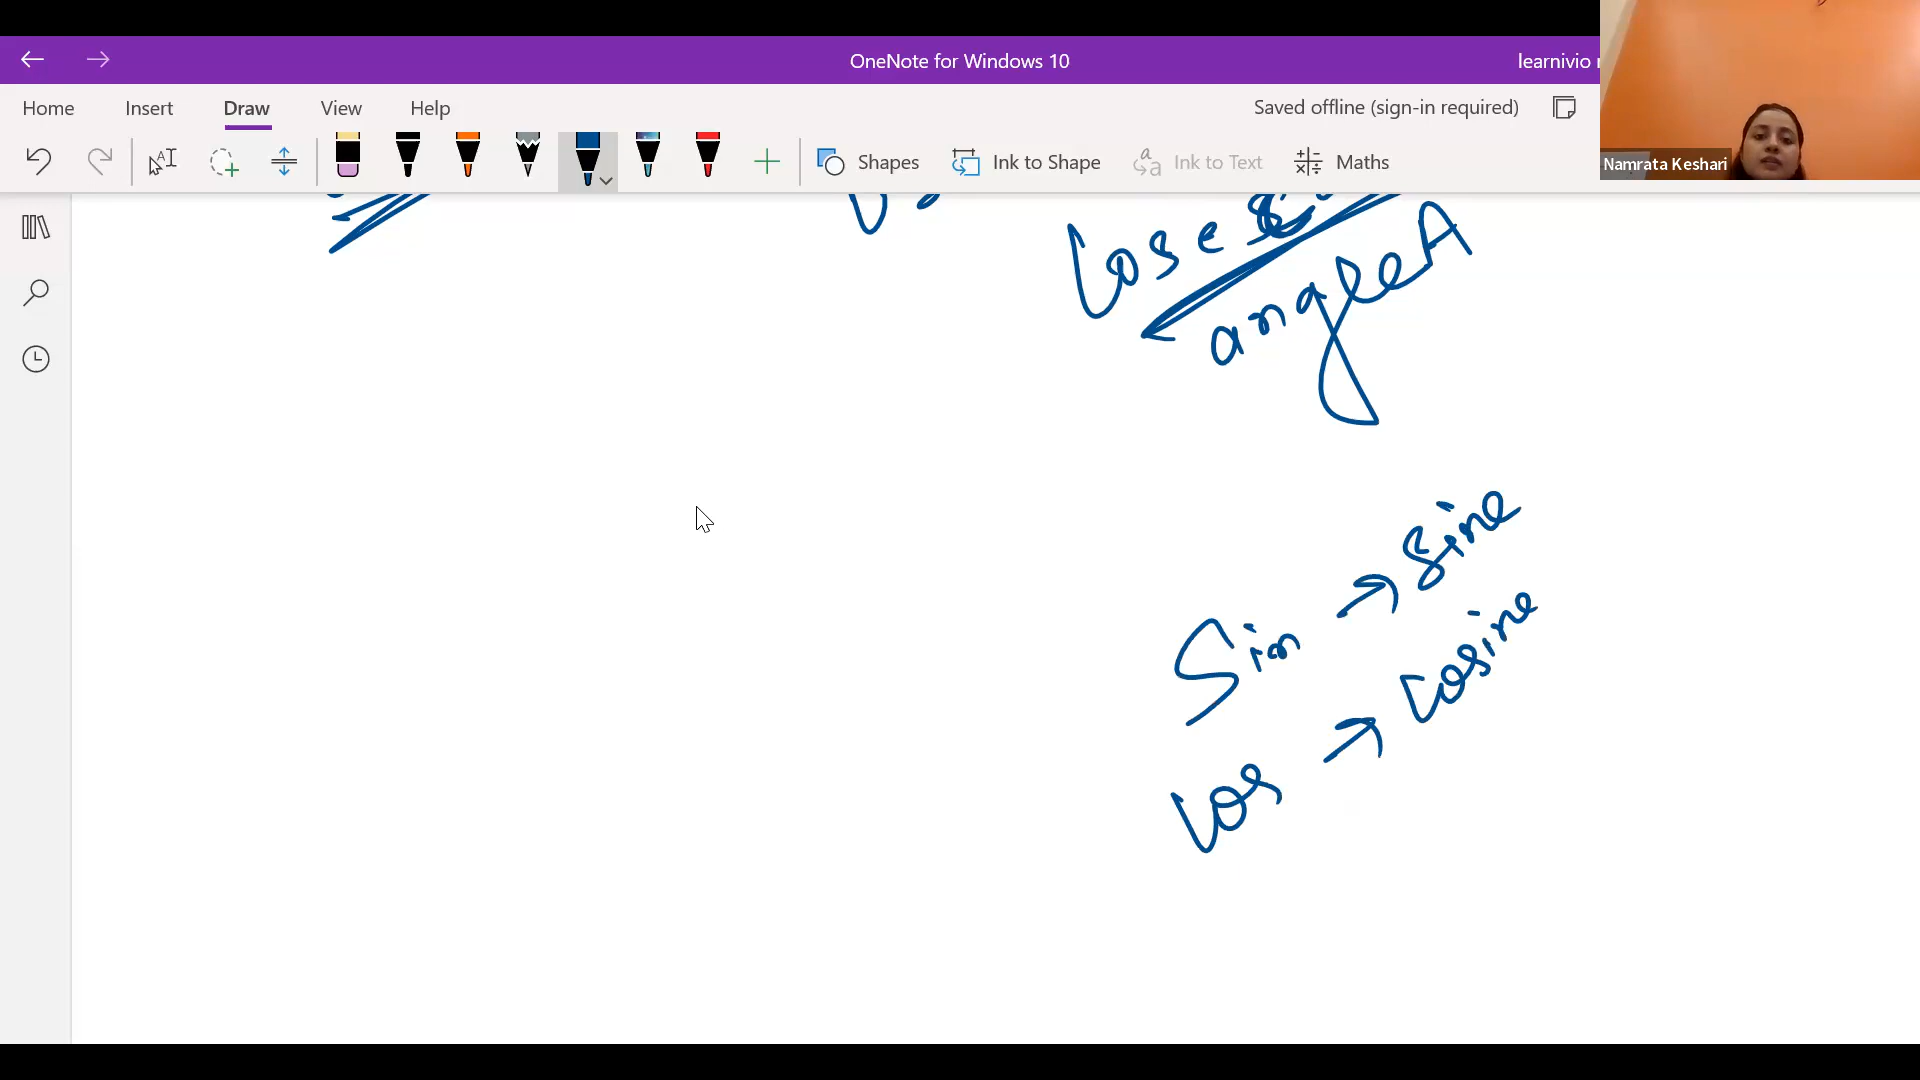 OneNote for Windows 10
learnivio
Home Insert Draw View Help
Saved offline (sign-in required)
Shapes Ink to Shape Ink to Text Maths
Namrata Keshari
angle A
Sin → Sine
Cos → Cosine